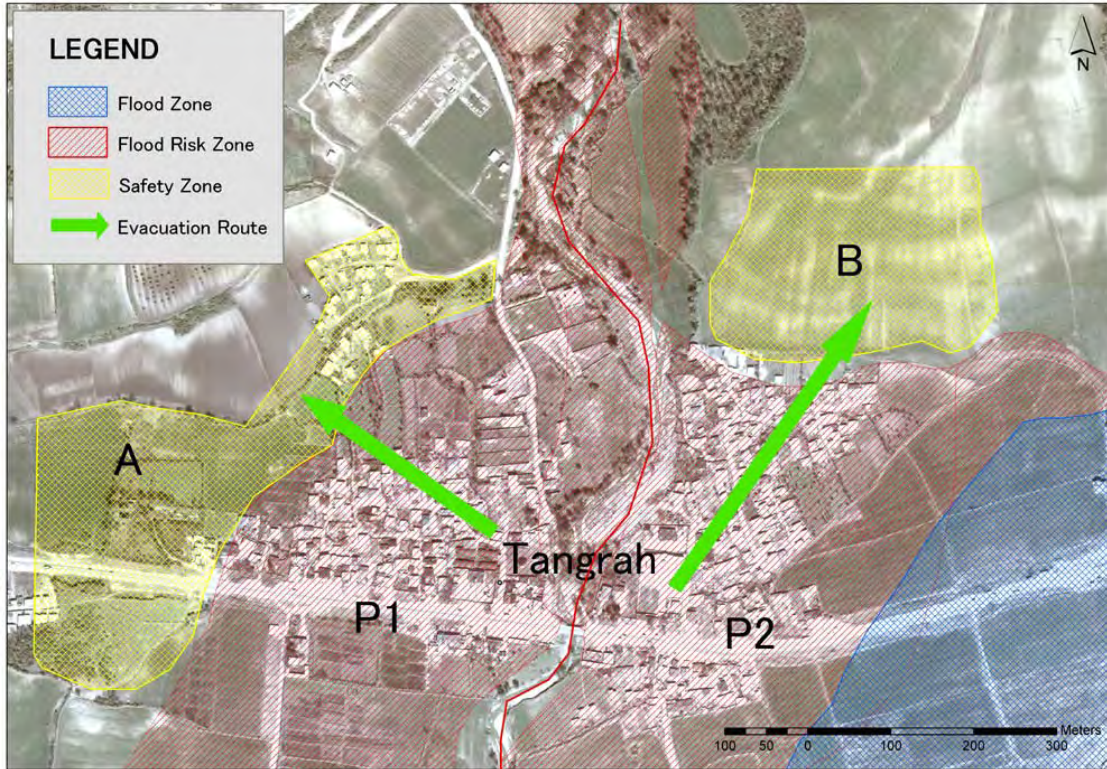 LEGEND
Flood Zone
Flood Risk Zone
Safety Zone
Evacuation Route
N
B
A
Tangrah
P1
P2
Meters
100 50 0 100 200 300